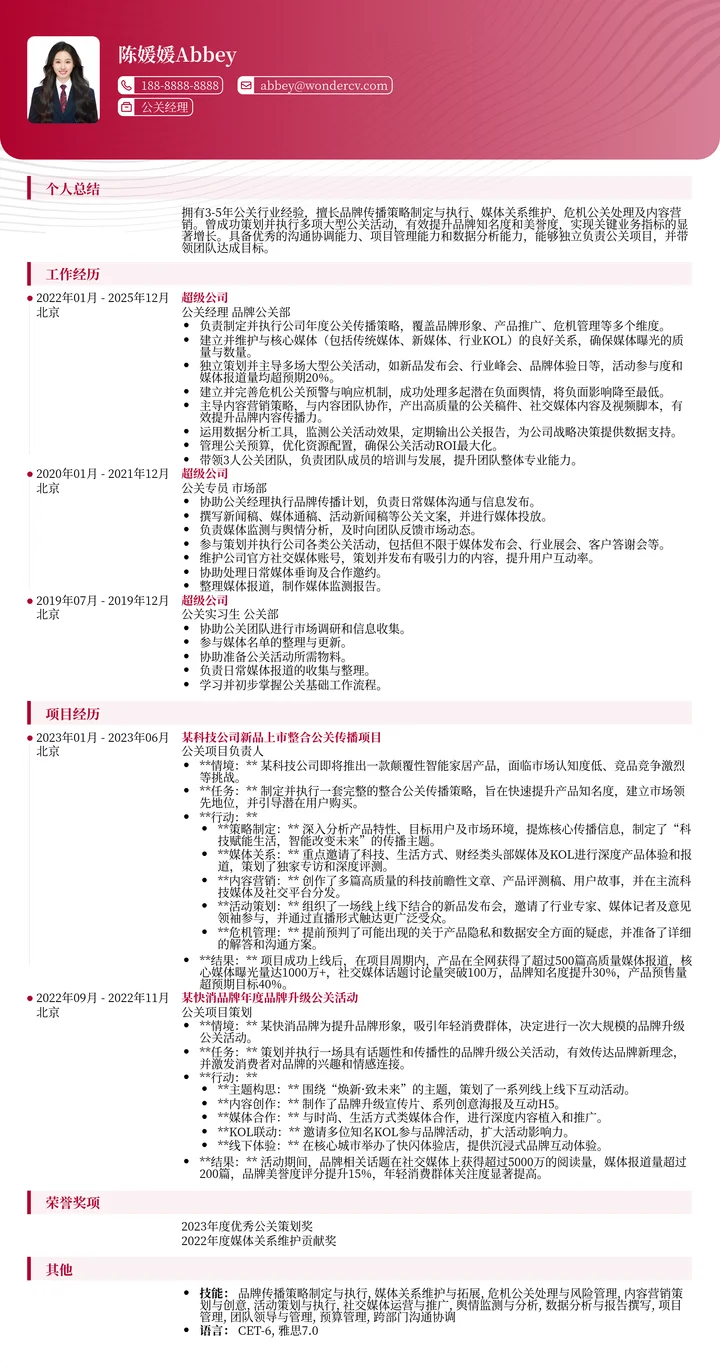 陈媛媛Abbey
188-8888-8888
abbey@wondercv.com
公关经理
个人总结
拥有3-5年公关行业经验，擅长品牌传播策略制定与执行、媒体关系维护、危机公关处理及内容营
销。曾成功策划并执行多项大型公关活动，有效提升品牌知名度和美誉度，实现关键业务指标的显
著增长。具备优秀的沟通协调能力、项目管理能力和数据分析能力，能够独立负责公关项目，并带
领团队达成目标。
工作经历
2022年01月 - 2025年12月
北京
超级公司
公关经理 品牌公关部
• 负责制定并执行公司年度公关传播策略，覆盖品牌形象、产品推广、危机管理等多个维度。
• 建立并维护与核心媒体（包括传统媒体、新媒体、行业KOL）的良好关系，确保媒体曝光的质
量与数量。
• 独立策划并主导多场大型公关活动，如新品发布会、行业峰会、品牌体验日等，活动参与度和
媒体报道量均超预期20%。
• 建立并完善危机公关预警与响应机制，成功处理多起潜在负面舆情，将负面影响降至最低。
• 主导内容营销策略，与内容团队协作，产出高质量的公关稿件、社交媒体内容及视频脚本，有
效提升品牌内容传播力。
• 运用数据分析工具，监测公关活动效果，定期输出公关报告，为公司战略决策提供数据支持。
• 管理公关预算，优化资源配置，确保公关活动ROI最大化。
• 带领3人公关团队，负责团队成员的培训与发展，提升团队整体专业能力。
2020年01月 - 2021年12月
北京
超级公司
公关专员 市场部
• 协助公关经理执行品牌传播计划，负责日常媒体沟通与信息发布。
• 撰写新闻稿、媒体通稿、活动新闻稿等公关文案，并进行媒体投放。
• 负责媒体监测与舆情分析，及时向团队反馈市场动态。
• 参与策划并执行公司各类公关活动，包括但不限于媒体发布会、行业展会、客户答谢会等。
• 维护公司官方社交媒体账号，策划并发布有吸引力的内容，提升用户互动率。
• 协助处理日常媒体垂询及合作邀约。
• 整理媒体报道，制作媒体监测报告。
2019年07月 - 2019年12月
北京
超级公司
公关实习生 公关部
• 协助公关团队进行市场调研和信息收集。
• 参与媒体名单的整理与更新。
• 协助准备公关活动所需物料。
• 负责日常媒体报道的收集与整理。
• 学习并初步掌握公关基础工作流程。
项目经历
2023年01月 - 2023年06月
北京
某科技公司新品上市整合公关传播项目
公关项目负责人
• **情境：** 某科技公司即将推出一款颠覆性智能家居产品，面临市场认知度低、竞品竞争激烈
等挑战。
• **任务：** 制定并执行一套完整的整合公关传播策略，旨在快速提升产品知名度，建立市场领
先地位，并引导潜在用户购买。
• **行动：**
• **策略制定：** 深入分析产品特性、目标用户及市场环境，提炼核心传播信息，制定了“科
技赋能生活，智能改变未来”的传播主题。
• **媒体关系：** 重点邀请了科技、生活方式、财经类头部媒体及KOL进行深度产品体验和报
道，策划了独家专访和深度评测。
• **内容营销：** 创作了多篇高质量的科技前瞻性文章、产品评测稿、用户故事，并在主流科
技媒体及社交平台分发。
• **活动策划：** 组织了一场线上线下结合的新品发布会，邀请了行业专家、媒体记者及意见
领袖参与，并通过直播形式触达更广泛受众。
• **危机管理：** 提前预判了可能出现的关于产品隐私和数据安全方面的疑虑，并准备了详细
的解答和沟通方案。
• **结果：** 项目成功上线后，在项目周期内，产品在全网获得了超过500篇高质量媒体报道，核
心媒体曝光量达1000万+，社交媒体话题讨论量突破100万，品牌知名度提升30%，产品预售量
超预期目标40%。
2022年09月 - 2022年11月
北京
某快消品牌年度品牌升级公关活动
公关项目策划
• **情境：** 某快消品牌为提升品牌形象，吸引年轻消费群体，决定进行一次大规模的品牌升级
公关活动。
• **任务：** 策划并执行一场具有话题性和传播性的品牌升级公关活动，有效传达品牌新理念，
并激发消费者对品牌的兴趣和情感连接。
• **行动：**
• **主题构思：** 围绕“焕新·致未来”的主题，策划了一系列线上线下互动活动。
• **内容创作：** 制作了品牌升级宣传片、系列创意海报及互动H5。
• **媒体合作：** 与时尚、生活方式类媒体合作，进行深度内容植入和推广。
• **KOL联动：** 邀请多位知名KOL参与品牌活动，扩大活动影响力。
• **线下体验：** 在核心城市举办了快闪体验店，提供沉浸式品牌互动体验。
• **结果：** 活动期间，品牌相关话题在社交媒体上获得超过5000万的阅读量，媒体报道量超过
200篇，品牌美誉度评分提升15%，年轻消费群体关注度显著提高。
荣誉奖项
2023年度优秀公关策划奖
2022年度媒体关系维护贡献奖
其他
• 技能： 品牌传播策略制定与执行, 媒体关系维护与拓展, 危机公关处理与风险管理, 内容营销策
划与创意, 活动策划与执行, 社交媒体运营与推广, 舆情监测与分析, 数据分析与报告撰写, 项目
管理, 团队领导与管理, 预算管理, 跨部门沟通协调
• 语言： CET-6, 雅思7.0